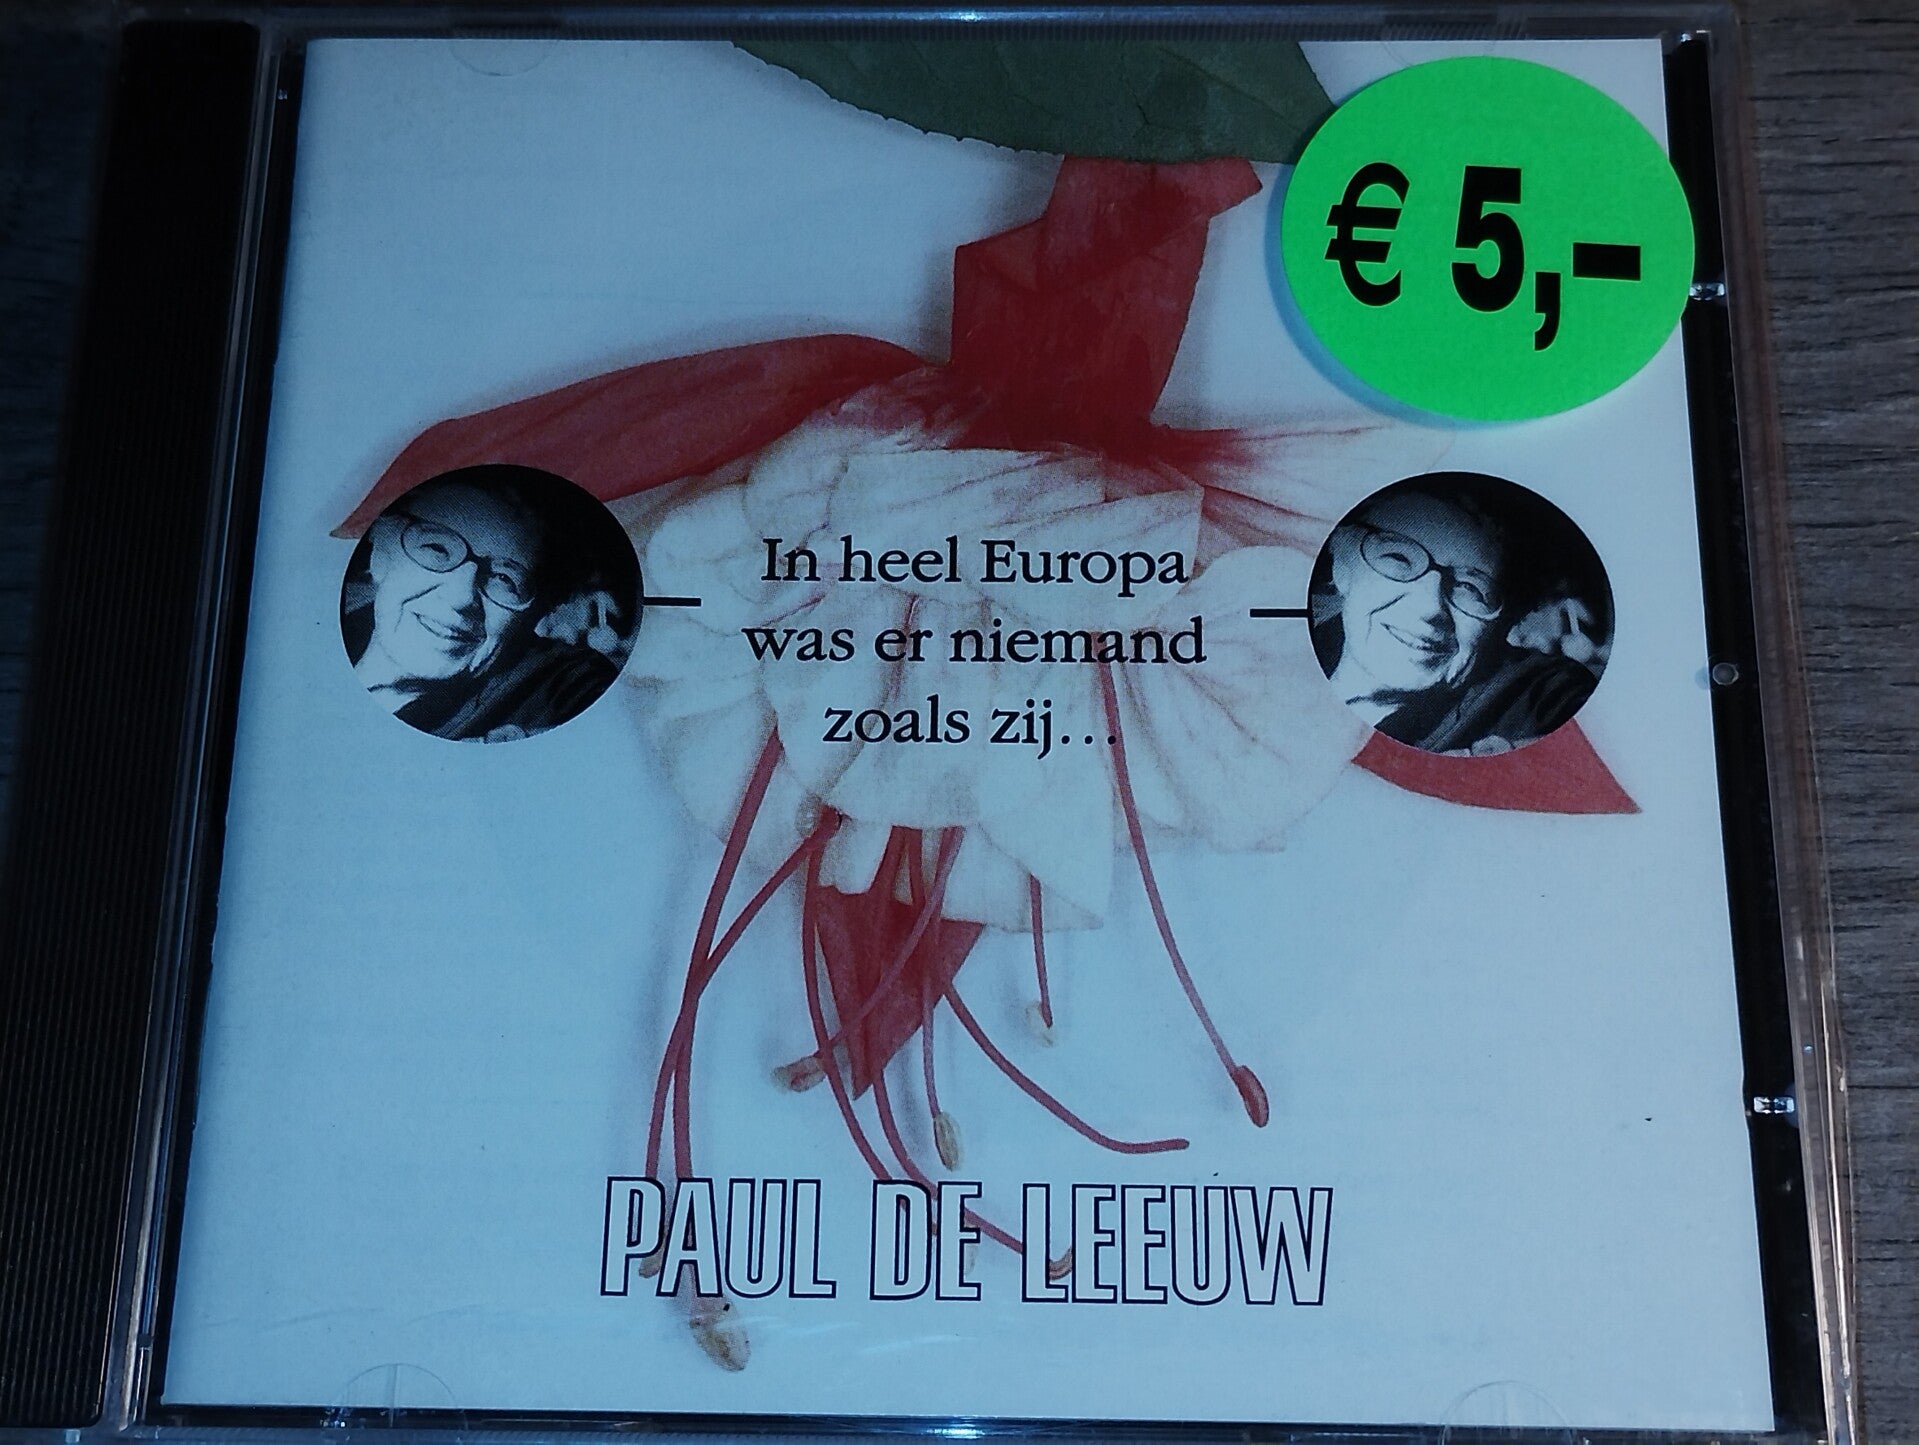 € 5,-
In heel Europa
was er niemand
zoals zij...
PAUL DE LEEUW